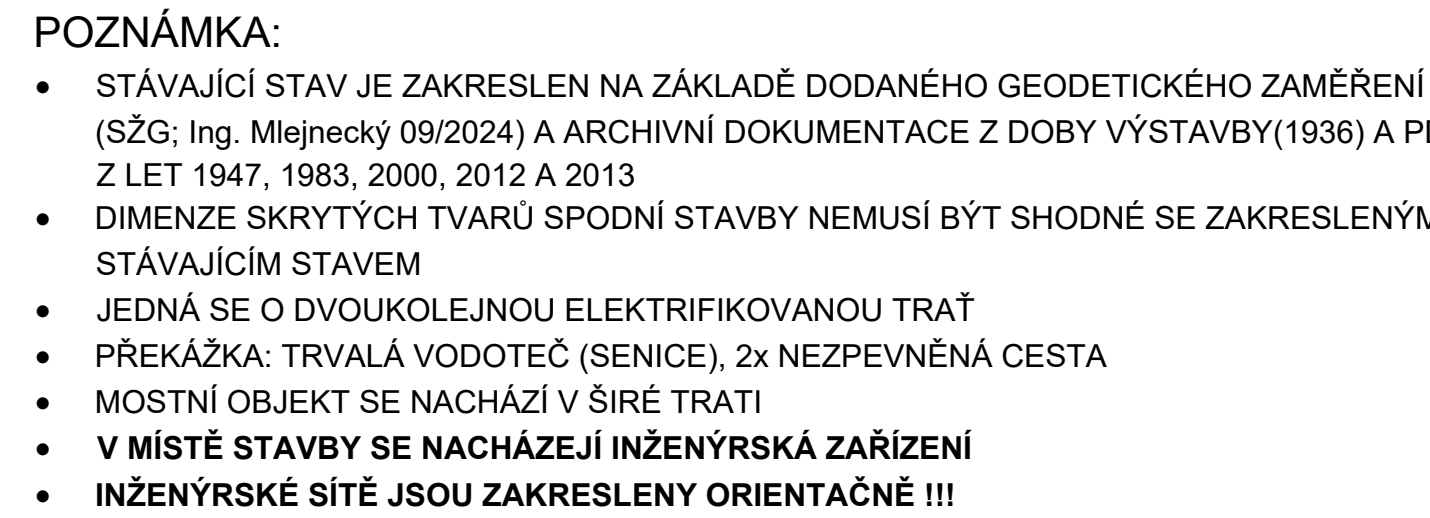 POZNÁMKA:
• STÁVAJÍCÍ STAV JE ZAKRESLEN NA ZÁKLADĚ DODANÉHO GEODETICKÉHO ZAMĚŘENÍ
(SŽG; Ing. Mlejnecký 09/2024) A ARCHIVNÍ DOKUMENTACE Z DOBY VÝSTAVBY(1936) A
Z LET 1947, 1983, 2000, 2012 A 2013
• DIMENZE SKRYTÝCH TVARŮ SPODNÍ STAVBY NEMUSÍ BÝT SHODNÉ SE ZAKRESLENÝM
STÁVAJÍCÍM STAVEM
• JEDNÁ SE O DVOUKOLEJNOU ELEKTRIFIKOVANOU TRAŤ
• PŘEKÁŽKA: TRVALÁ VODOTEČ (SENICE), 2x NEZPEVNĚNÁ CESTA
• MOSTNÍ OBJEKT SE NACHÁZÍ V ŠIRÉ TRATI
• V MÍSTĚ STAVBY SE NACHÁZEJÍ INŽENÝRSKÁ ZAŘÍZENÍ
• INŽENÝRSKÉ SÍTĚ JSOU ZAKRESLENY ORIENTAČNĚ !!!